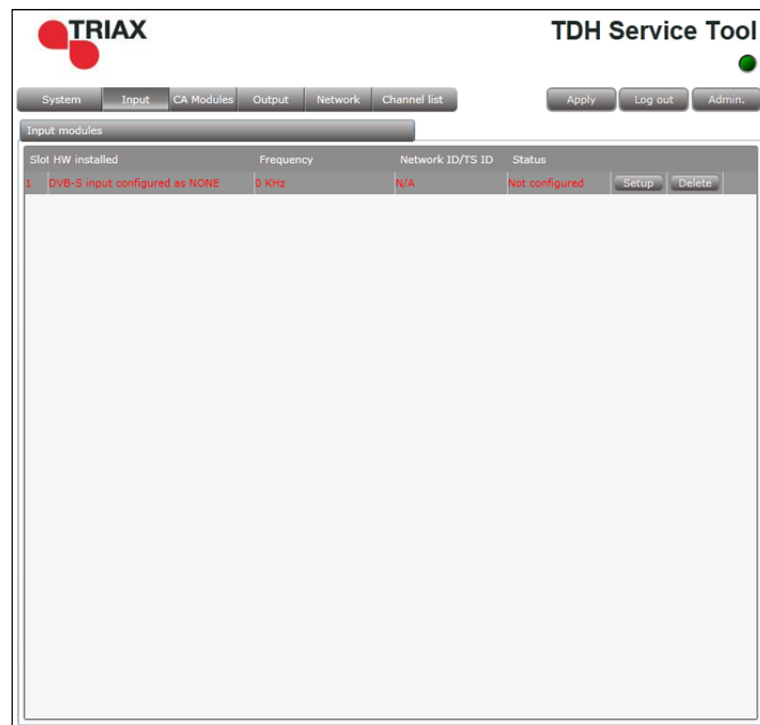 TRIAX
TDH Service Tool
System Input CA Modules Output Network Channel list Apply Log out Admin.
Input modules
Slot HW installed Frequency Network ID/TS ID Status
1 DVB-S input configured as NONE 0 KHz N/A Not configured Setup Delete